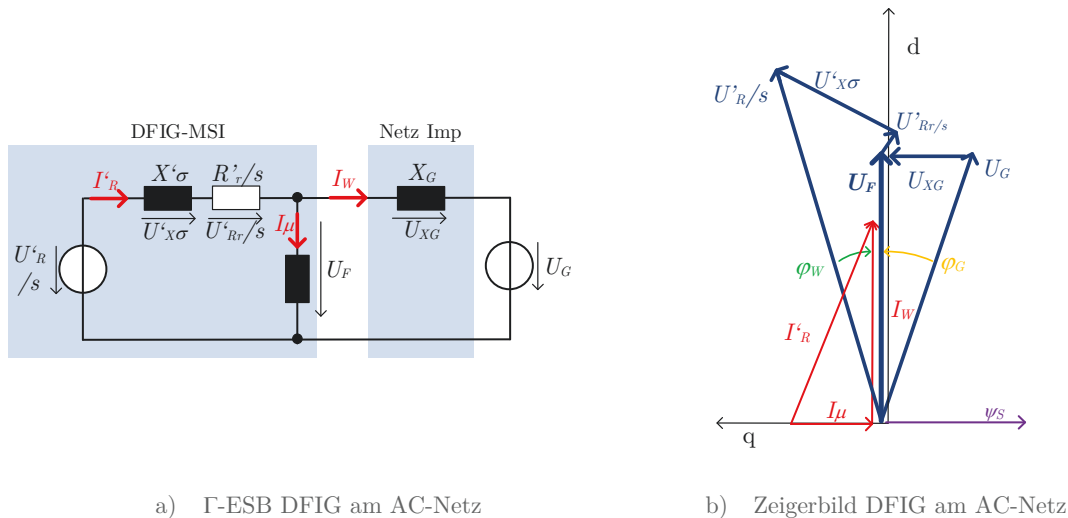 DFIG-MSI
Netz Imp
I‘R
X‘σ
R'r/s
IW
XG
U‘Xσ
U‘Rr/s
Iμ
UXG
U‘R
/s
UF
UG
a) Γ-ESB DFIG am AC-Netz
d
U'R/s
U‘Xσ
U'Rr/s
UF
UXG
UG
φW
φG
I‘R
IW
Iμ
ψS
q
b) Zeigerbild DFIG am AC-Netz